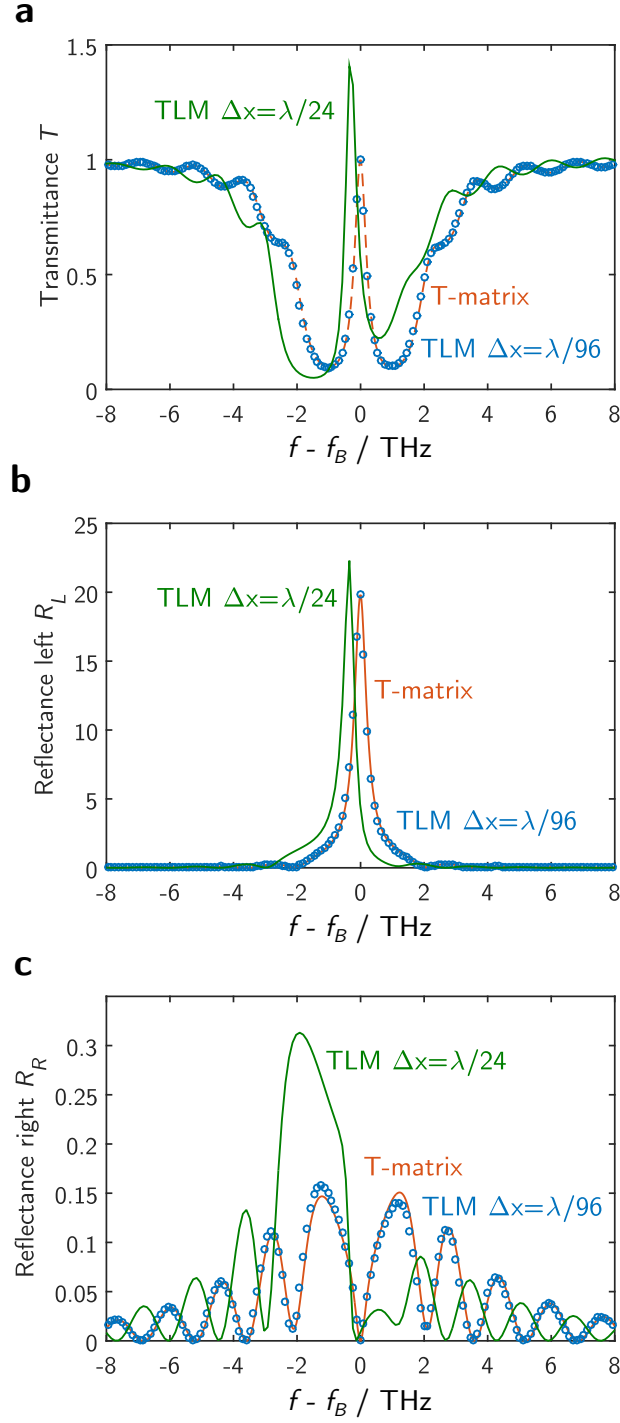 a
1.5
TLM Δx=λ/24
1
Transmittance T
0.5
T-matrix
TLM Δx=λ/96
0
-8 -6 -4 -2 0 2 4 6 8
f - f_B / THz
b
25
TLM Δx=λ/24
20
15
T-matrix
Reflectance left R_L
10
5
TLM Δx=λ/96
0
-8 -6 -4 -2 0 2 4 6 8
f - f_B / THz
c
0.3
TLM Δx=λ/24
0.25
0.2
Reflectance right R_R
T-matrix
0.15
TLM Δx=λ/96
0.1
0.05
0
-8 -6 -4 -2 0 2 4 6 8
f - f_B / THz